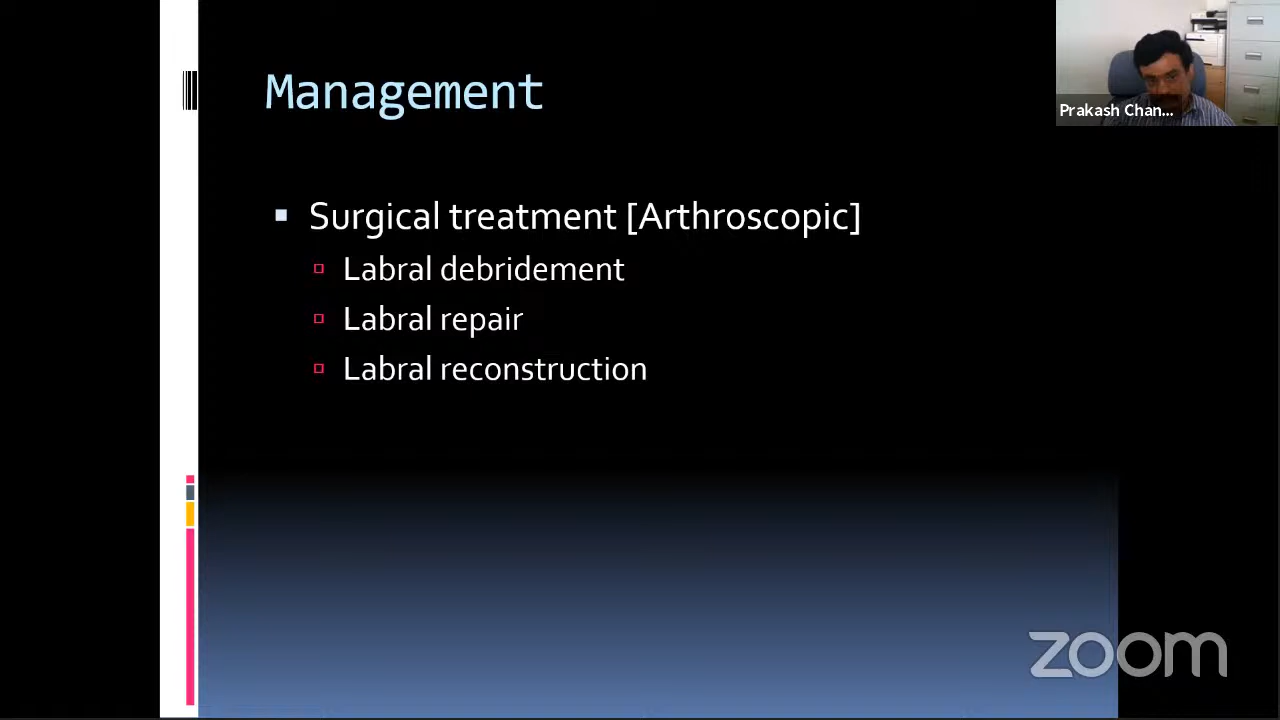 Management
Surgical treatment [Arthroscopic]
Labral debridement
Labral repair
Labral reconstruction
Prakash Chan...
zoom